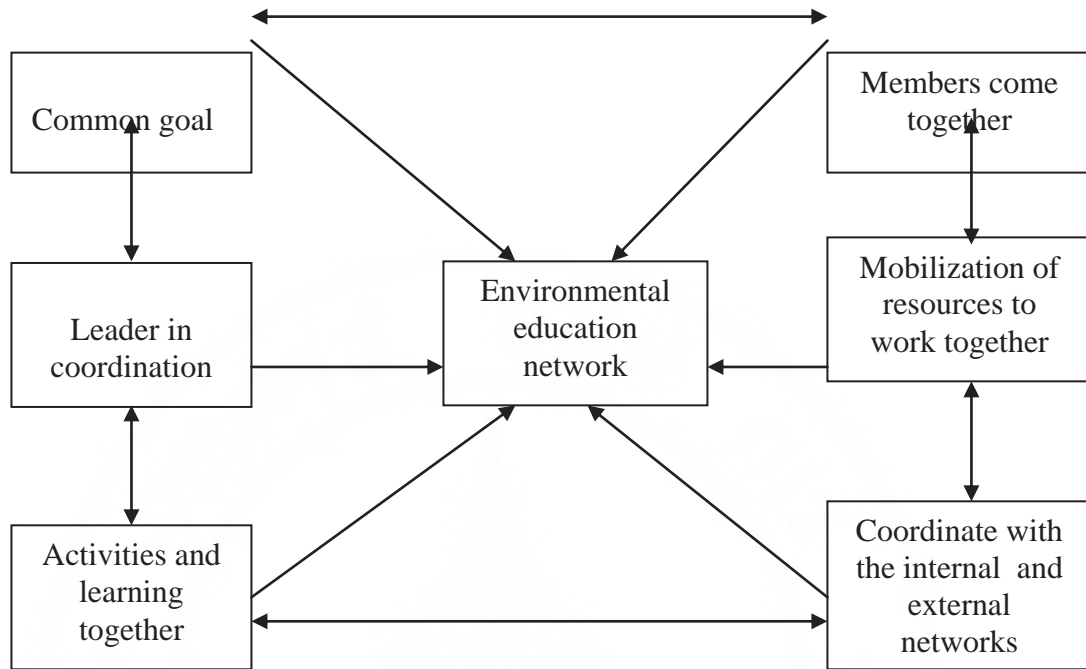 Common goal
Members come
together
Environmental
education
network
Leader in
coordination
Mobilization of
resources to
work together
Activities and
learning
together
Coordinate with
the internal and
external
networks